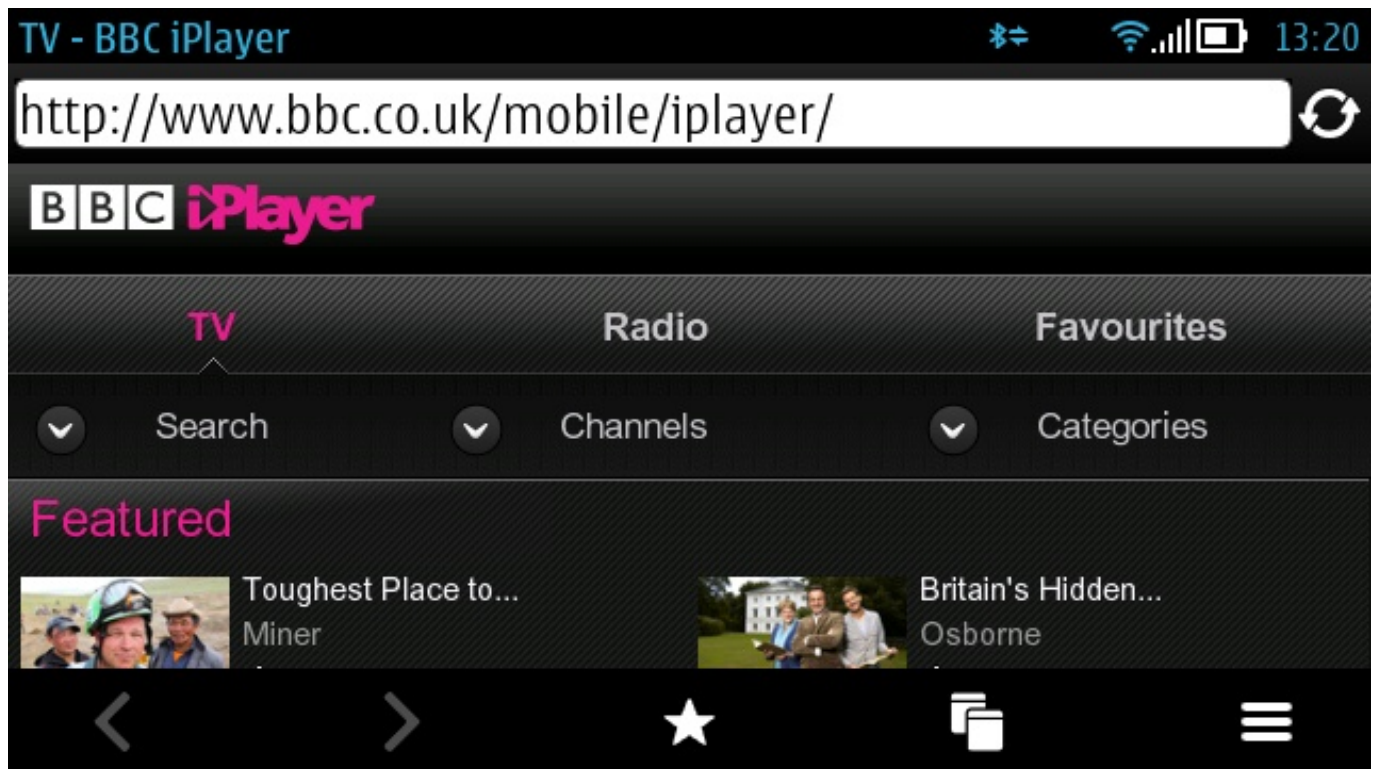 TV - BBC iPlayer 13:20
http://www.bbc.co.uk/mobile/iplayer/
BBC iPlayer
TV Radio Favourites
Search Channels Categories
Featured
Toughest Place to... Britain's Hidden...
Miner Osborne